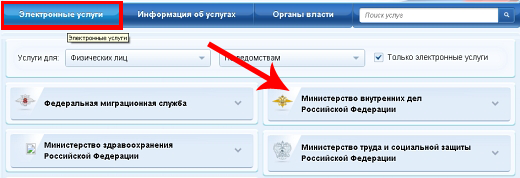 Электронные услуги
Информация об услугах
Органы власти
Поиск услуг
Электронные услуги
Услуги для:
Физических лиц
По ведомствам
Только электронные услуги
Федеральная миграционная служба
Министерство внутренних дел
Российской Федерации
Министерство здравоохранения
Российской Федерации
Министерство труда и социальной защиты
Российской Федерации